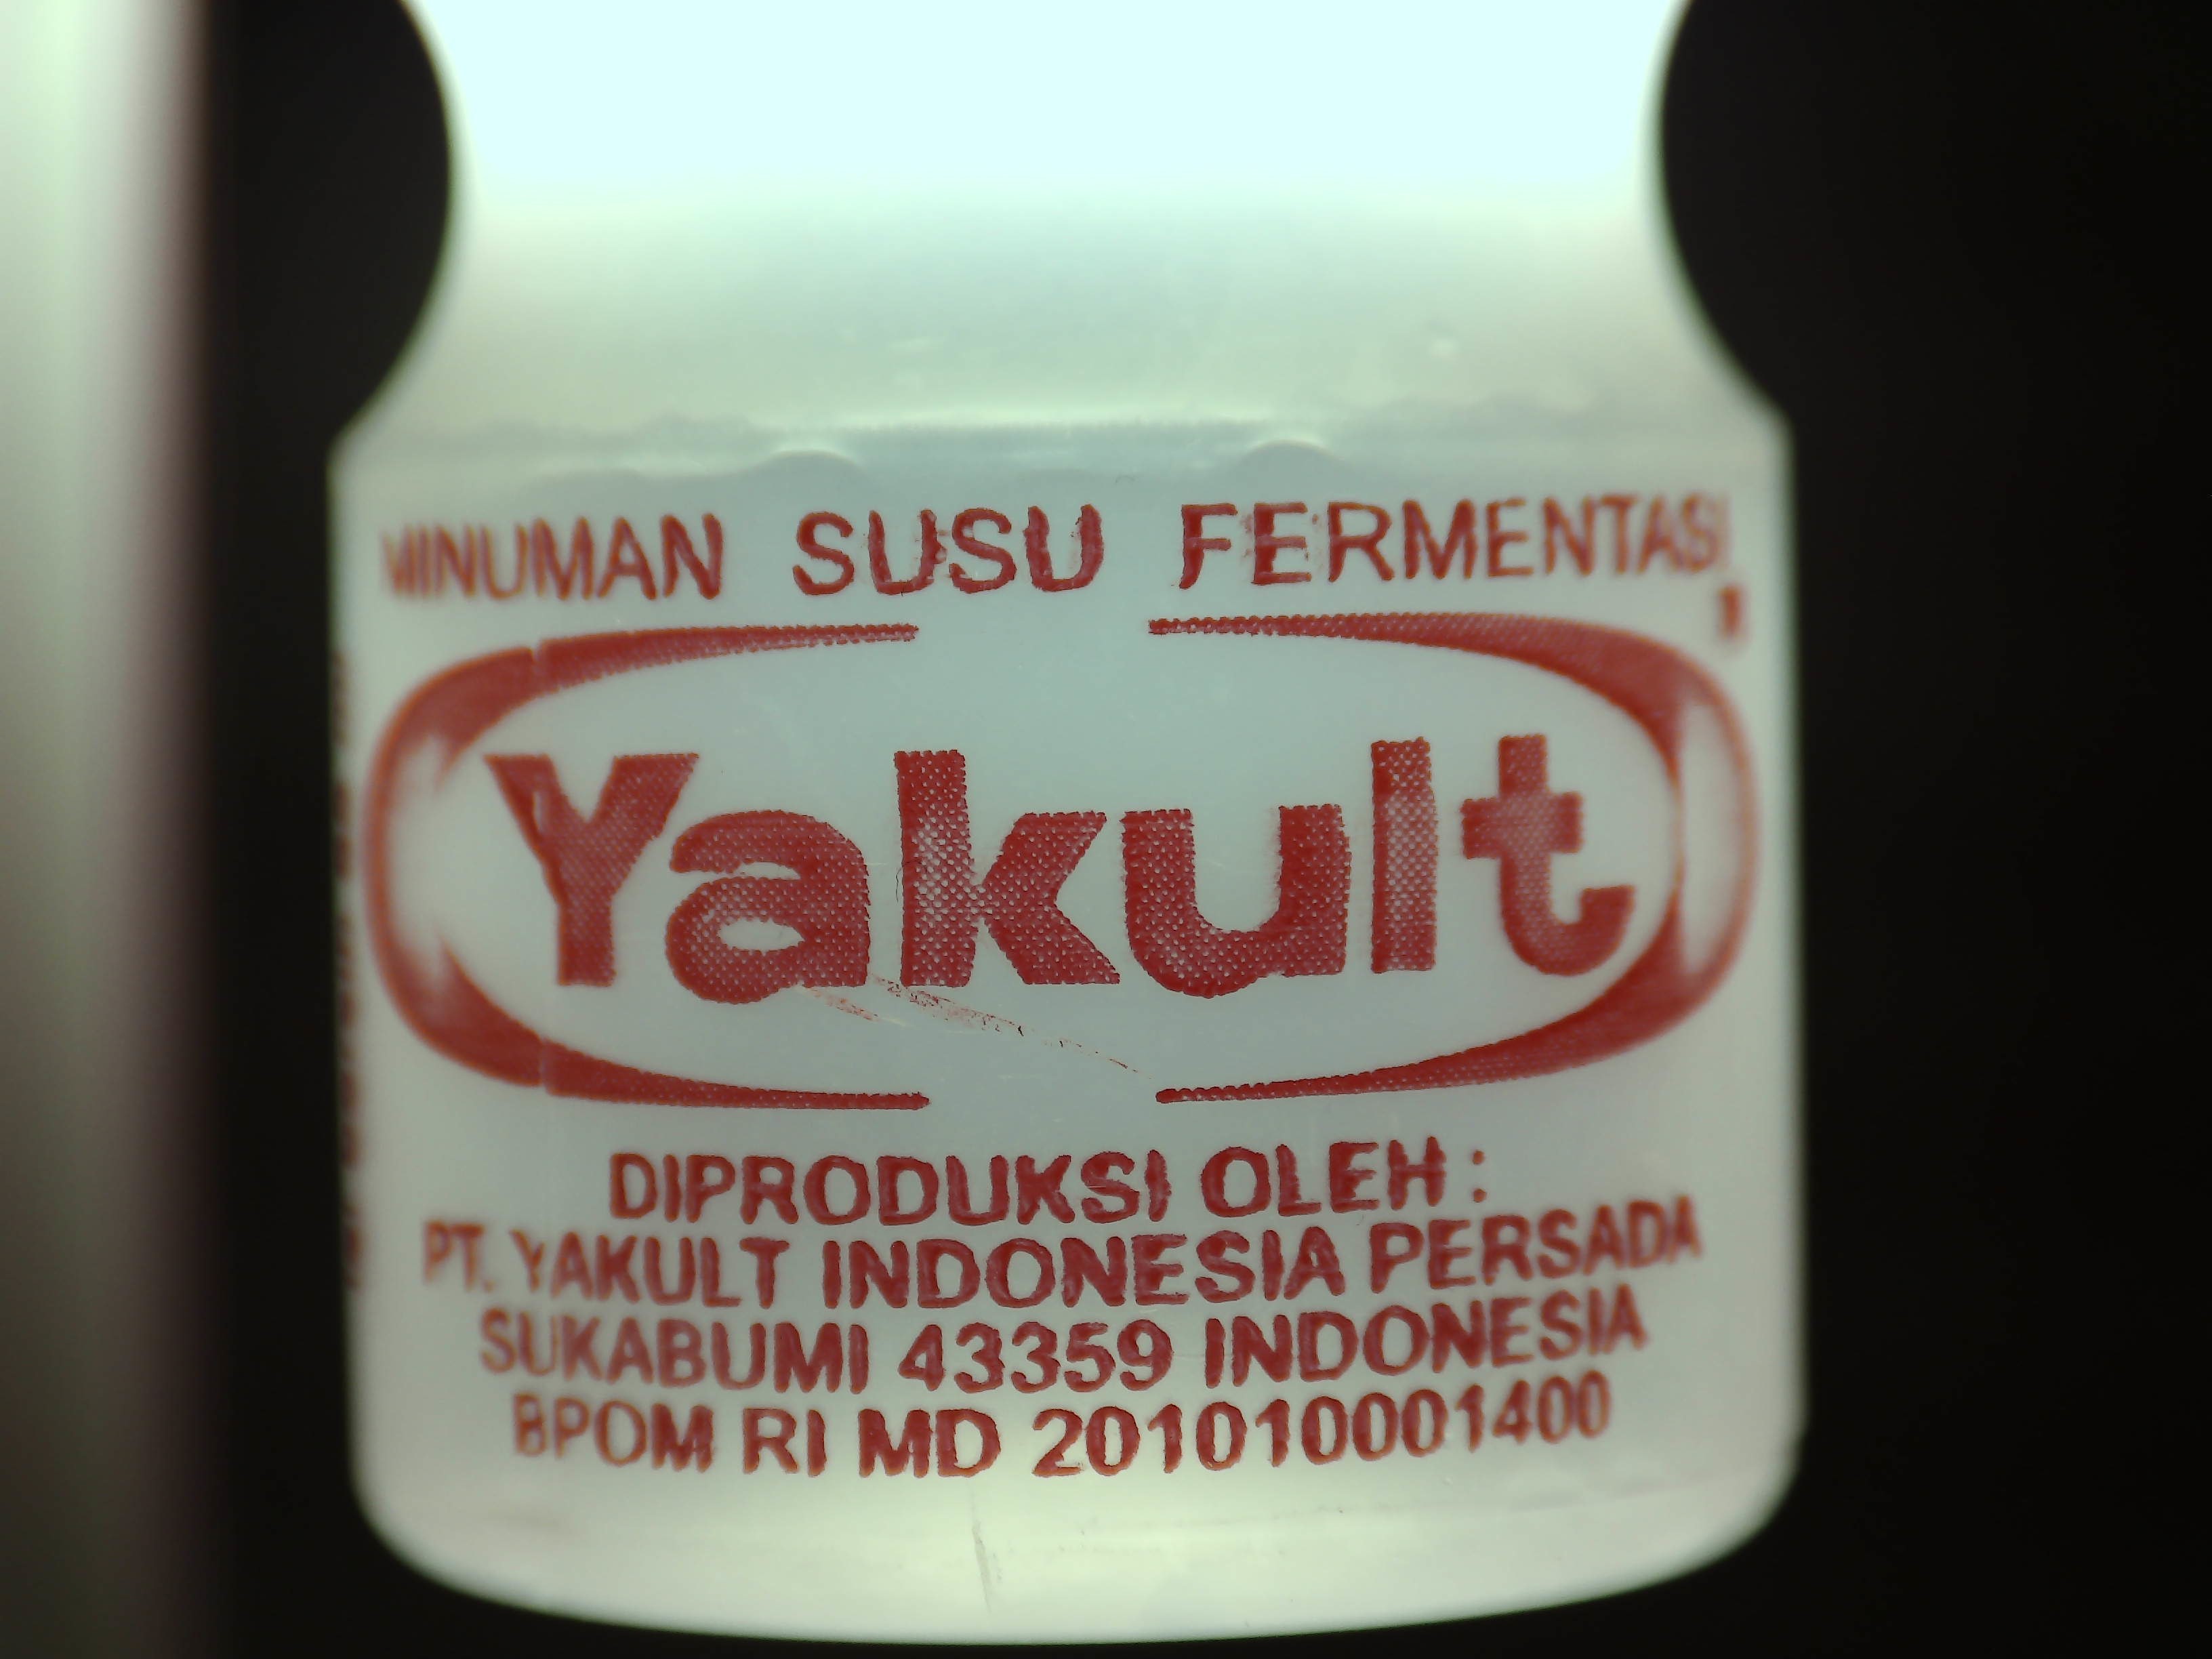 MINUMAN SUSU FERMENTASI
Yakult
DIPRODUKSI OLEH :
PT. YAKULT INDONESIA PERSADA
SUKABUMI 43359 INDONESIA
BPOM RI MD 201010001400